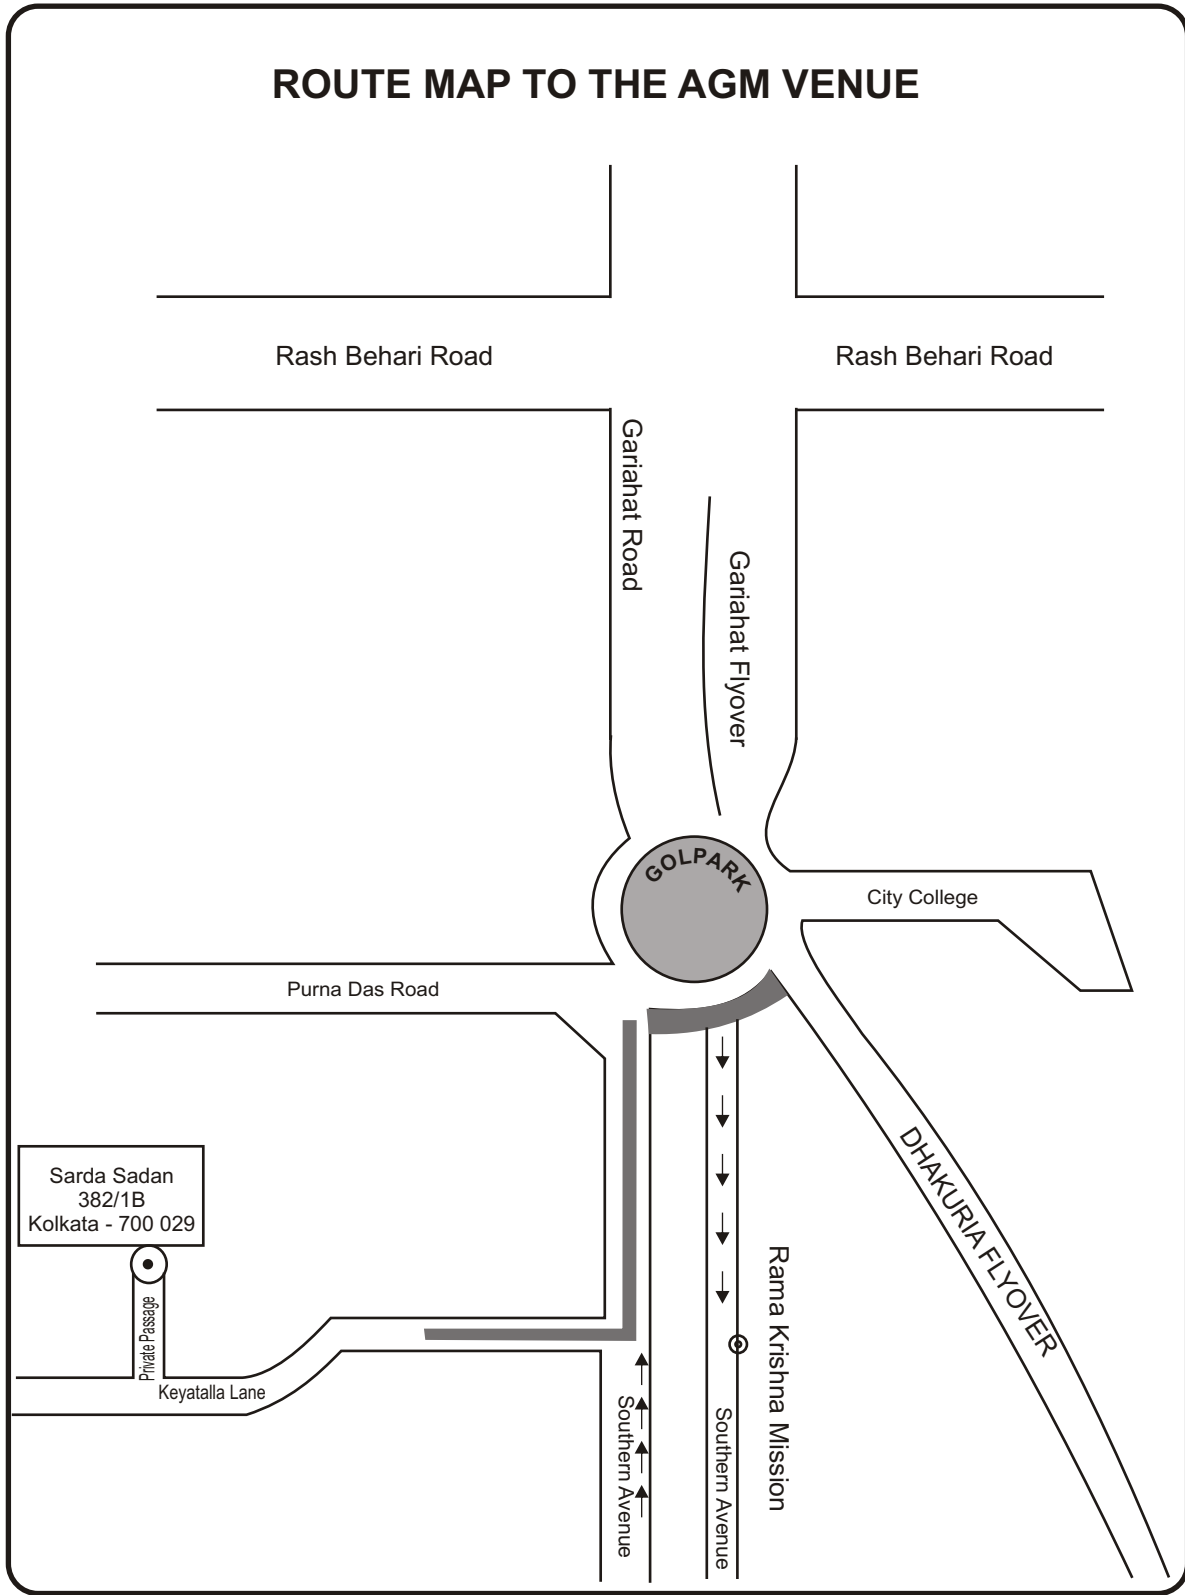 ROUTE MAP TO THE AGM VENUE
Rash Behari Road
Rash Behari Road
Gariahat Road
Gariahat Flyover
GOLPARK
City College
Purna Das Road
DHAKURIA FLYOVER
Sarda Sadan
382/1B
Kolkata - 700 029
Private Passage
Keyatalla Lane
Rama Krishna Mission
Southern Avenue
Southern Avenue